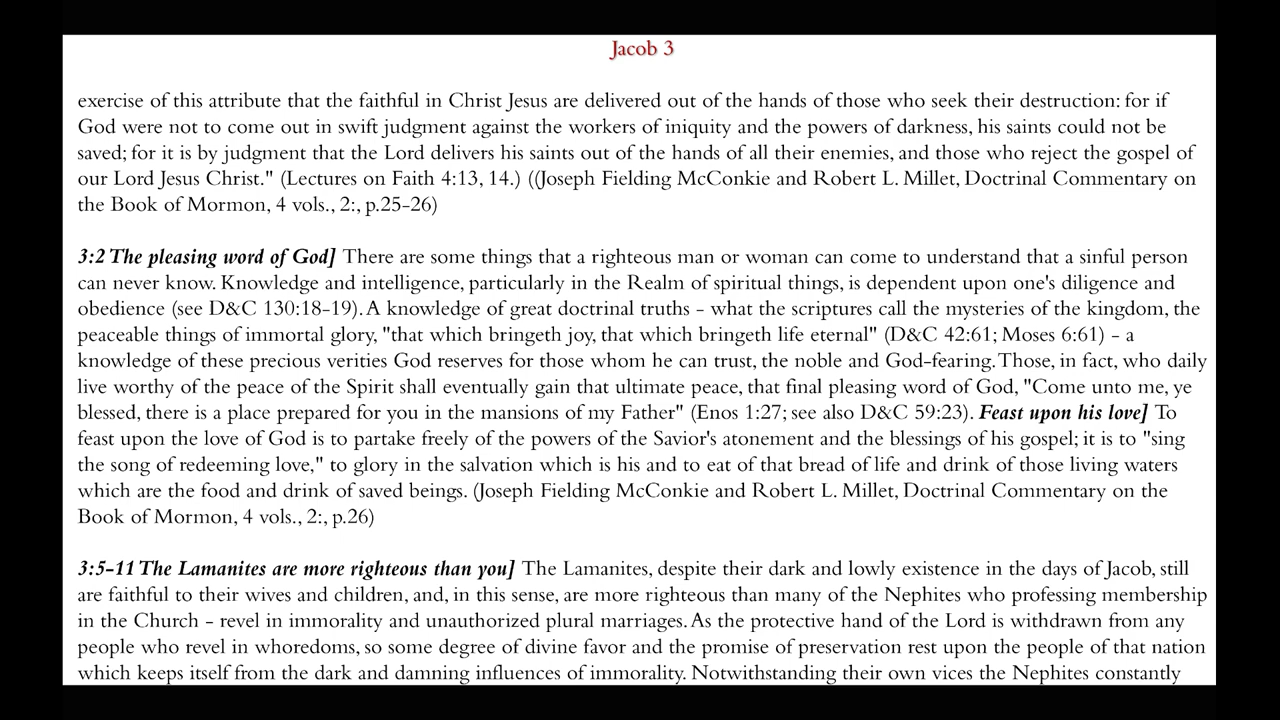 Jacob 3
exercise of this attribute that the faithful in Christ Jesus are delivered out of the hands of those who seek their destruction: for if
God were not to come out in swift judgment against the workers of iniquity and the powers of darkness, his saints could not be
saved; for it is by judgment that the Lord delivers his saints out of the hands of all their enemies, and those who reject the gospel of
our Lord Jesus Christ." (Lectures on Faith 4:13, 14.) ((Joseph Fielding McConkie and Robert L. Millet, Doctrinal Commentary on
the Book of Mormon, 4 vols., 2:, p.25-26)
3:2 The pleasing word of God] There are some things that a righteous man or woman can come to understand that a sinful person
can never know. Knowledge and intelligence, particularly in the Realm of spiritual things, is dependent upon one's diligence and
obedience (see D&C 130:18-19). A knowledge of great doctrinal truths - what the scriptures call the mysteries of the kingdom, the
peaceable things of immortal glory, "that which bringeth joy, that which bringeth life eternal" (D&C 42:61; Moses 6:61) - a
knowledge of these precious verities God reserves for those whom he can trust, the noble and God-fearing. Those, in fact, who daily
live worthy of the peace of the Spirit shall eventually gain that ultimate peace, that final pleasing word of God, "Come unto me, ye
blessed, there is a place prepared for you in the mansions of my Father" (Enos 1:27; see also D&C 59:23). Feast upon his love] To
feast upon the love of God is to partake freely of the powers of the Savior's atonement and the blessings of his gospel; it is to "sing
the song of redeeming love," to glory in the salvation which is his and to eat of that bread of life and drink of those living waters
which are the food and drink of saved beings. (Joseph Fielding McConkie and Robert L. Millet, Doctrinal Commentary on the
Book of Mormon, 4 vols., 2:, p.26)
3:5-11 The Lamanites are more righteous than you] The Lamanites, despite their dark and lowly existence in the days of Jacob, still
are faithful to their wives and children, and, in this sense, are more righteous than many of the Nephites who professing membership
in the Church - revel in immorality and unauthorized plural marriages. As the protective hand of the Lord is withdrawn from any
people who revel in whoredoms, so some degree of divine favor and the promise of preservation rest upon the people of that nation
which keeps itself from the dark and damning influences of immorality. Notwithstanding their own vices the Nephites constantly